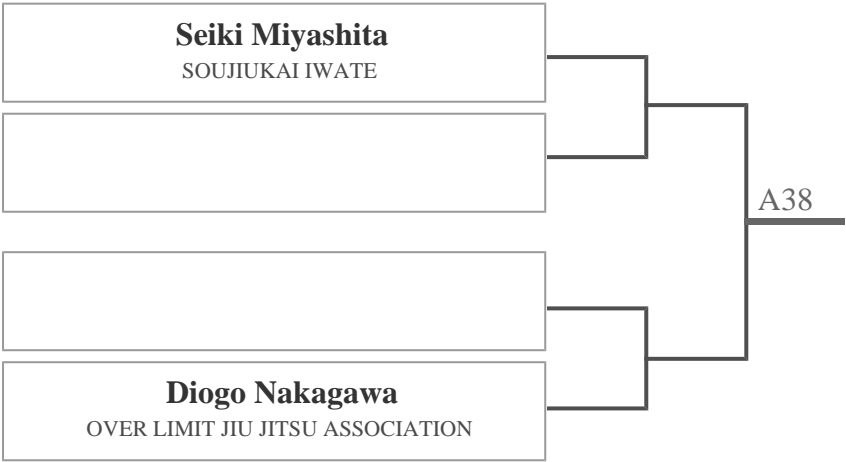 Seiki Miyashita
SOUJIUKAI IWATE
A38
Diogo Nakagawa
OVER LIMIT JIU JITSU ASSOCIATION